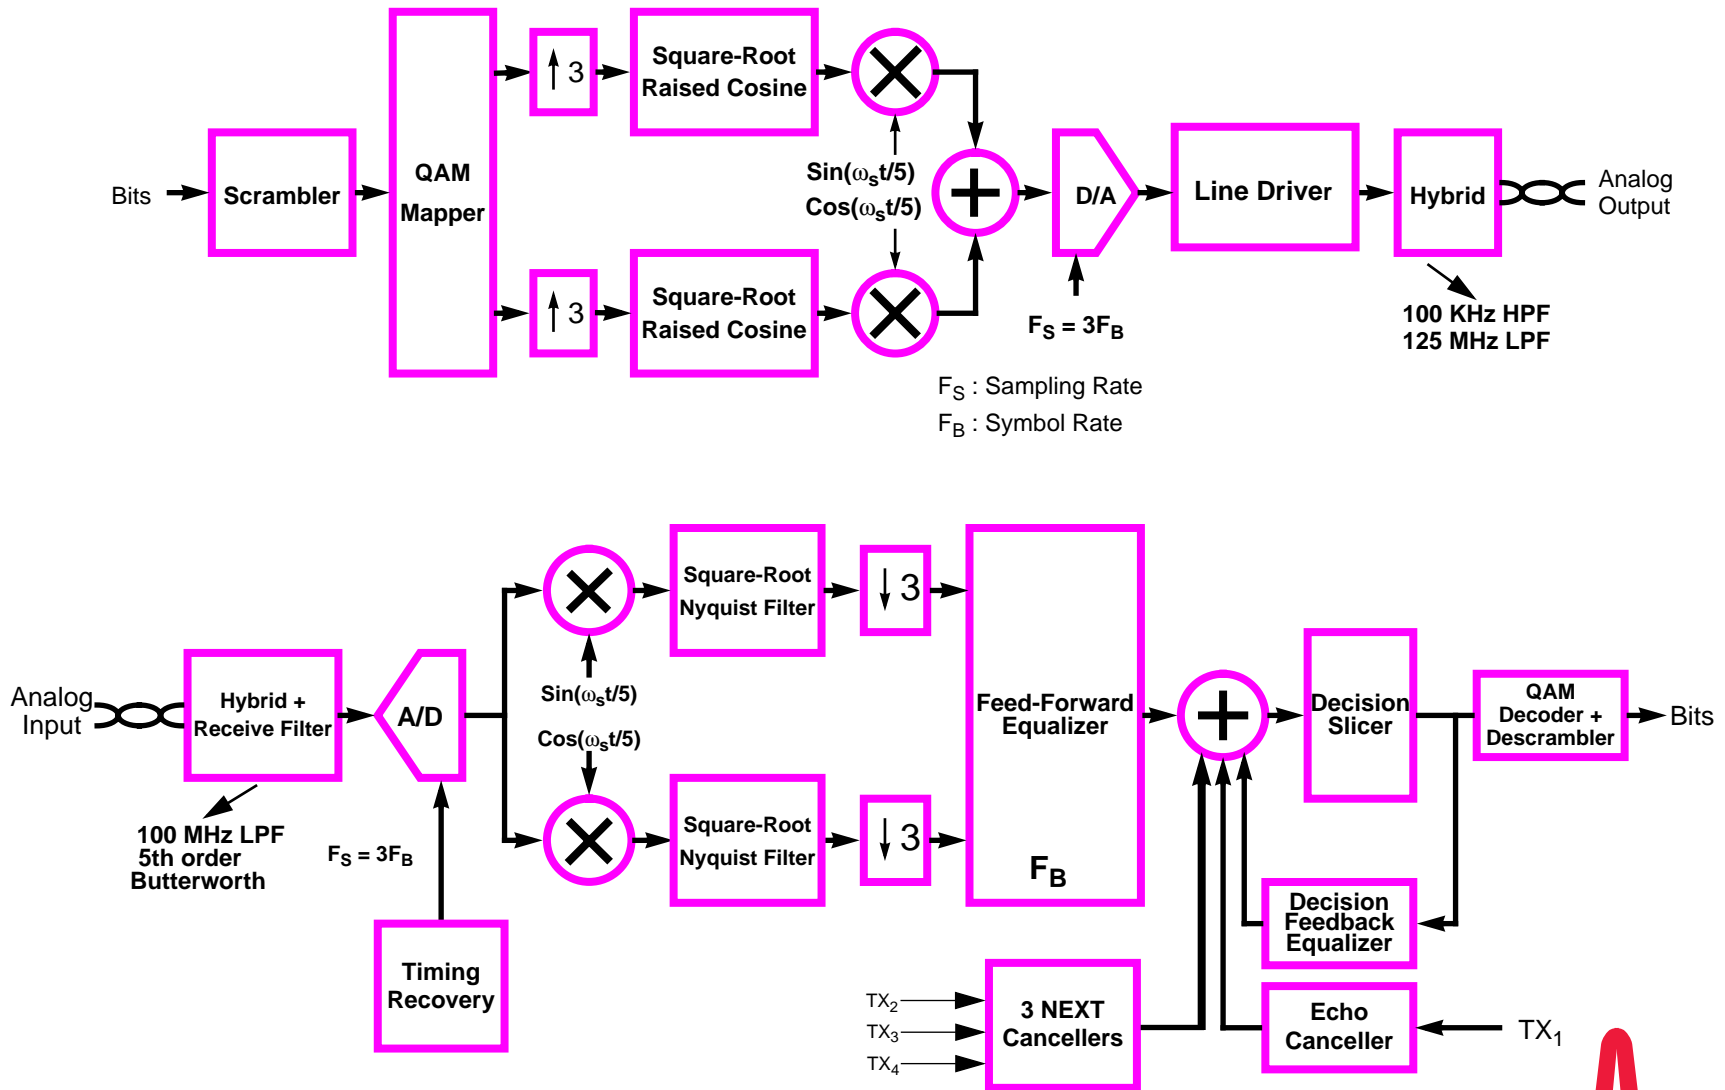 Bits
Scrambler
QAM
Mapper
↑ 3
↑ 3
Square-Root
Raised Cosine
Square-Root
Raised Cosine
Sin(ωst/5)
Cos(ωst/5)
D/A
FS = 3FB
Line Driver
Hybrid
Analog
Output
100 KHz HPF
125 MHz LPF
FS : Sampling Rate
FB : Symbol Rate
Analog
Input
Hybrid +
Receive Filter
100 MHz LPF
5th order
Butterworth
A/D
FS = 3FB
Timing
Recovery
Sin(ωst/5)
Cos(ωst/5)
Square-Root
Nyquist Filter
Square-Root
Nyquist Filter
↓ 3
↓ 3
Feed-Forward
Equalizer
FB
Decision
Slicer
QAM
Decoder +
Descrambler
Bits
Decision
Feedback
Equalizer
TX2
TX3
TX4
3 NEXT
Cancellers
Echo
Canceller
TX1